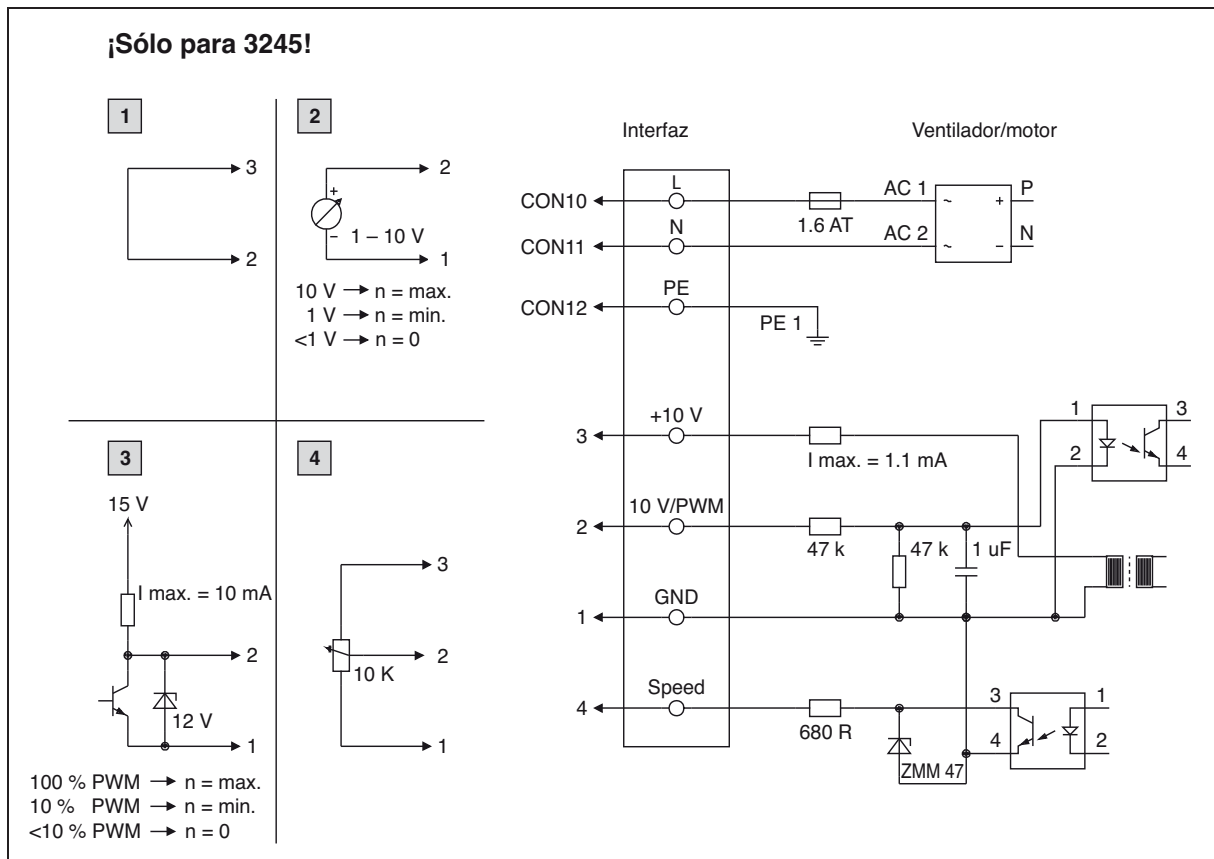 ¡Sólo para 3245!
1
3
2
2
2
+
–
1 – 10 V
1
10 V → n = max.
1 V → n = min.
<1 V → n = 0
3
15 V
I max. = 10 mA
2
12 V
1
100 % PWM → n = max.
10 % PWM → n = min.
<10 % PWM → n = 0
4
3
2
10 K
1
Interfaz
Ventilador/motor
CON10
L
1.6 AT
AC 1
~
+
P
CON11
N
AC 2
~
–
N
CON12
PE
PE 1
3
+10 V
I max. = 1.1 mA
1
2
3
4
2
10 V/PWM
47 k
47 k
1 uF
1
GND
4
Speed
680 R
ZMM 47
3
4
1
2